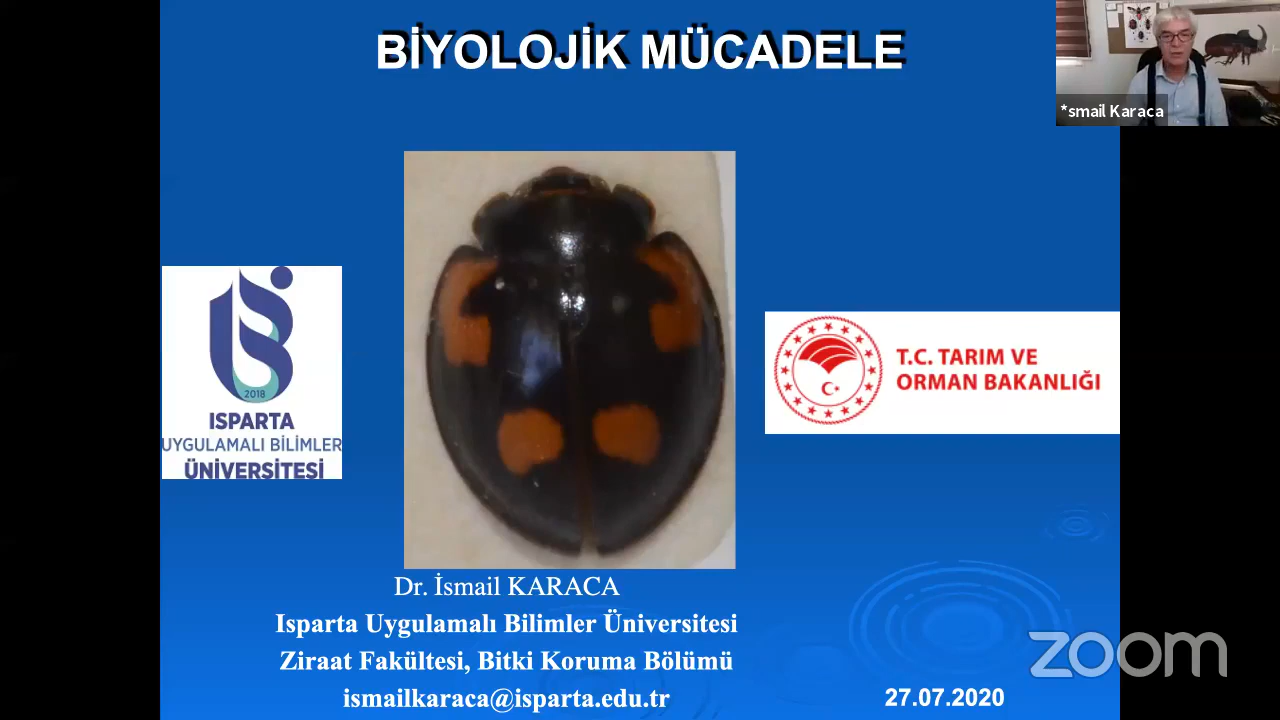 BİYOLOJİK MÜCADELE
*smail Karaca
2018
ISPARTA
UYGULAMALI BİLİMLER
ÜNİVERSİTESİ
T.C. TARIM VE
ORMAN BAKANLIĞI
Dr. İsmail KARACA
Isparta Uygulamalı Bilimler Üniversitesi
Ziraat Fakültesi, Bitki Koruma Bölümü
ismailkaraca@isparta.edu.tr
27.07.2020
zoom